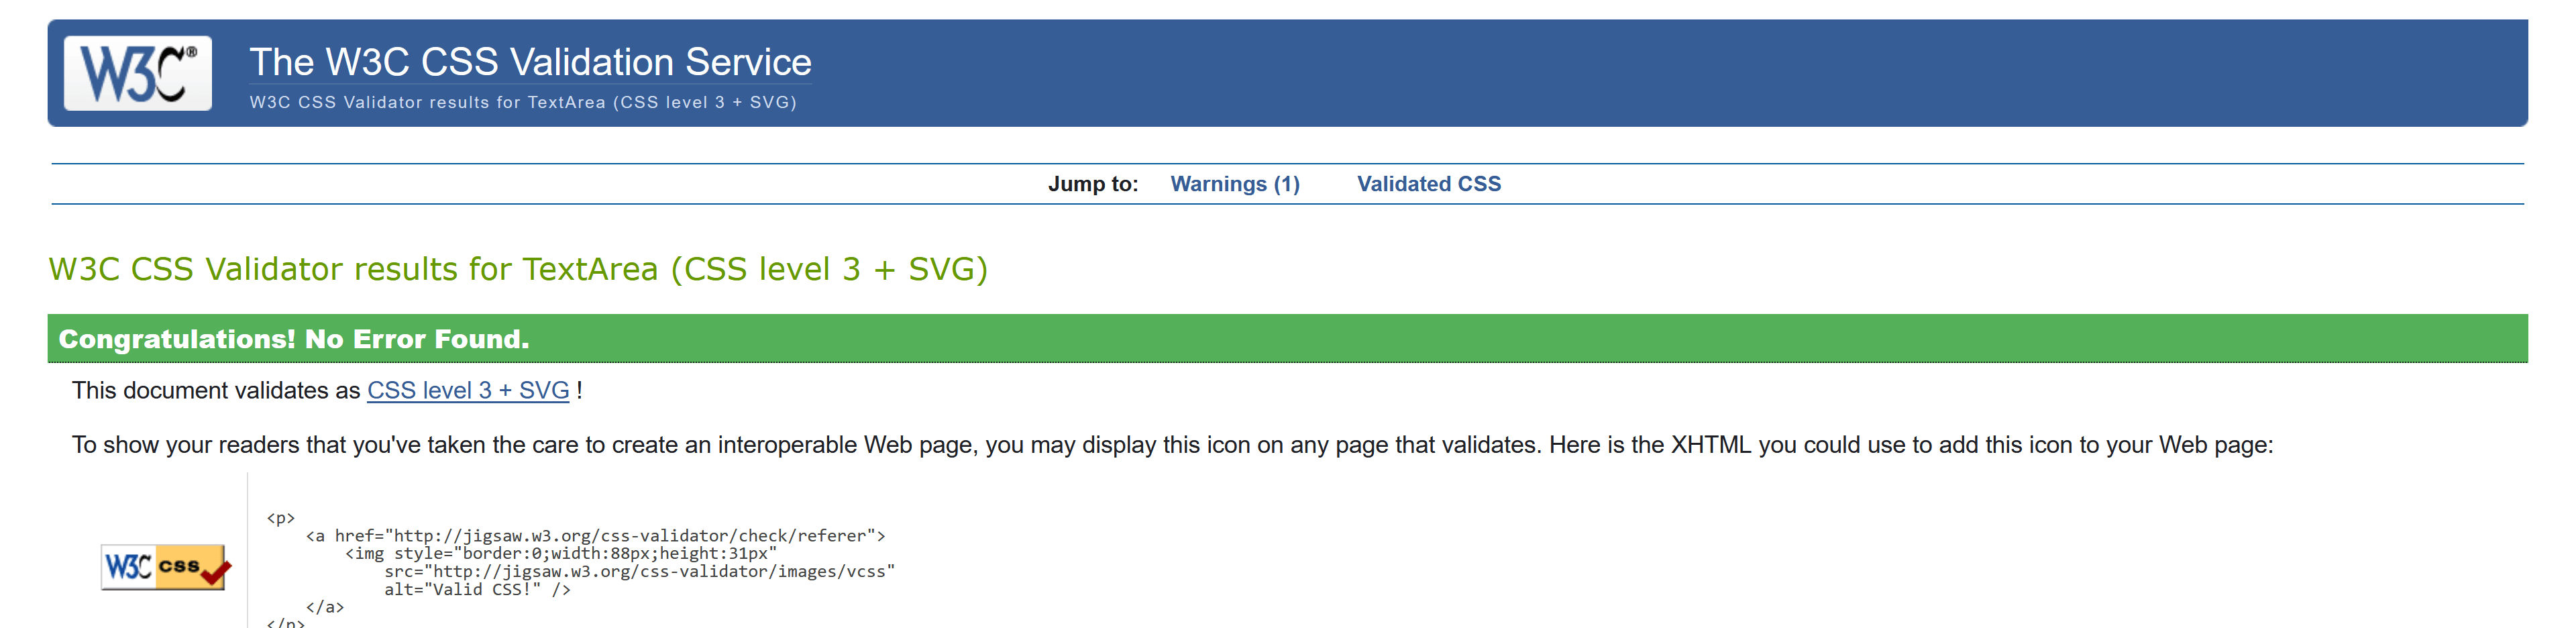 W3C®
The W3C CSS Validation Service
W3C CSS Validator results for TextArea (CSS level 3 + SVG)
Jump to: Warnings (1) Validated CSS
W3C CSS Validator results for TextArea (CSS level 3 + SVG)
Congratulations! No Error Found.
This document validates as CSS level 3 + SVG !
To show your readers that you've taken the care to create an interoperable Web page, you may display this icon on any page that validates. Here is the XHTML you could use to add this icon to your Web page:
W3C css
<p>
    <a href="http://jigsaw.w3.org/css-validator/check/referer">
        <img style="border:0;width:88px;height:31px"
            src="http://jigsaw.w3.org/css-validator/images/vcss"
            alt="Valid CSS!" />
    </a>
</p>